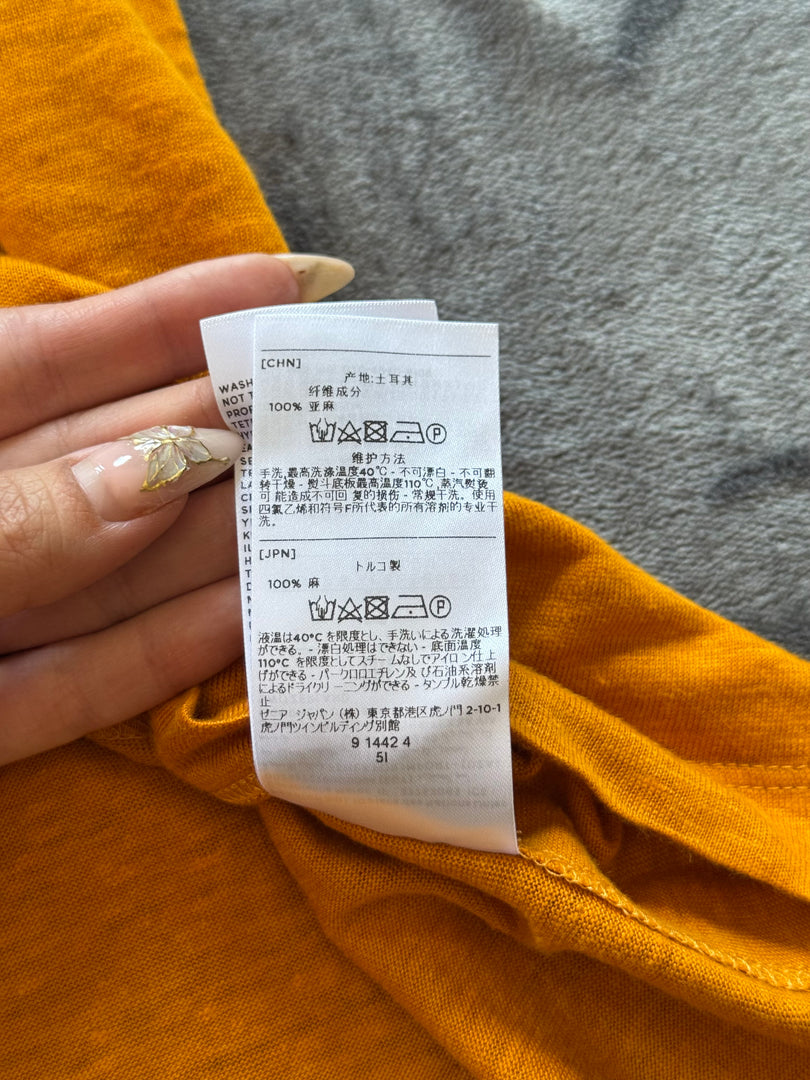 WASH
NOT T
PROF
TET
[CHN]
产地:土耳其
纤维成分
100% 亚麻
维护方法
手洗,最高洗涤温度40℃ - 不可漂白 - 不可翻
转干燥 - 熨斗底板最高温度110℃,蒸汽熨烫
可能造成不可回 复的损伤 - 常规干洗。使用
四氯乙烯和符号F所代表的所有溶剂的专业干
洗。
[JPN]
トルコ製
100% 麻
液温は40℃ を限度とし、手洗いによる洗濯処理
ができる。 - 漂白処理はできない - 底面温度
110℃ を限度としてスチームなしでアイロン仕上
げができる - パークロロエチレン及び石油系溶剤
によるドライクリーニングができる - タンブル乾燥禁
止
ゼニア ジャパン (株) 東京都港区虎ノ門 2-10-1
虎ノ門ツインビルディング別館
9 1442 4
51